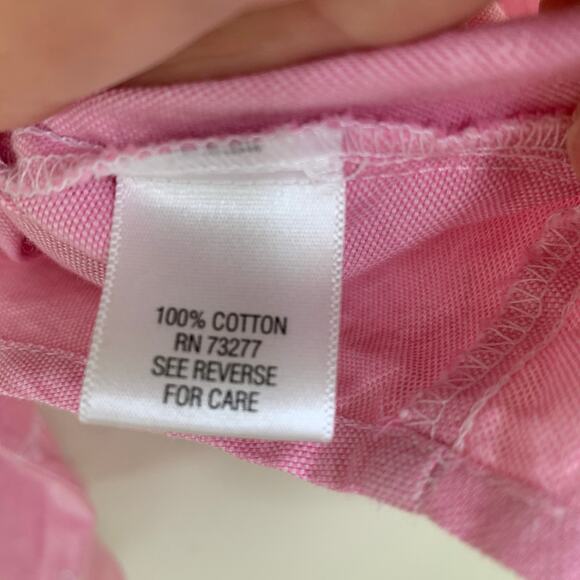 100% COTTON
RN 73277
SEE REVERSE
FOR CARE